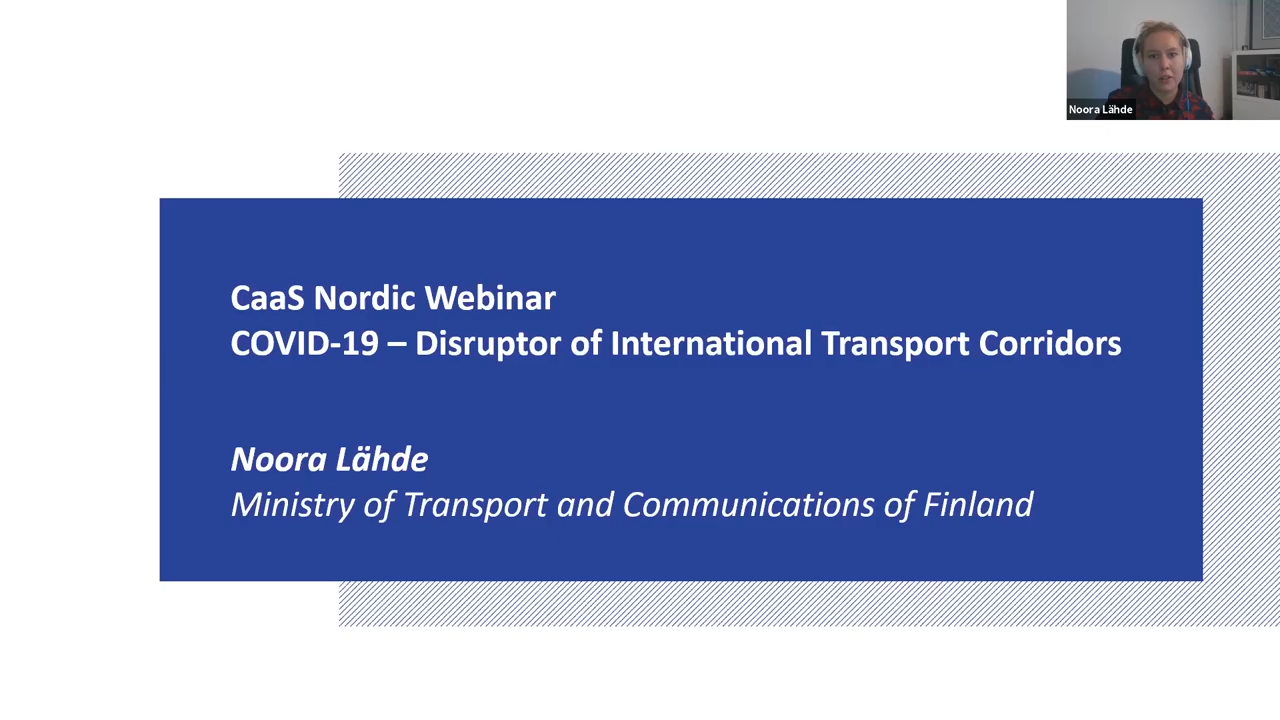 Noora Lähde
CaaS Nordic Webinar
COVID-19 – Disruptor of International Transport Corridors
Noora Lähde
Ministry of Transport and Communications of Finland